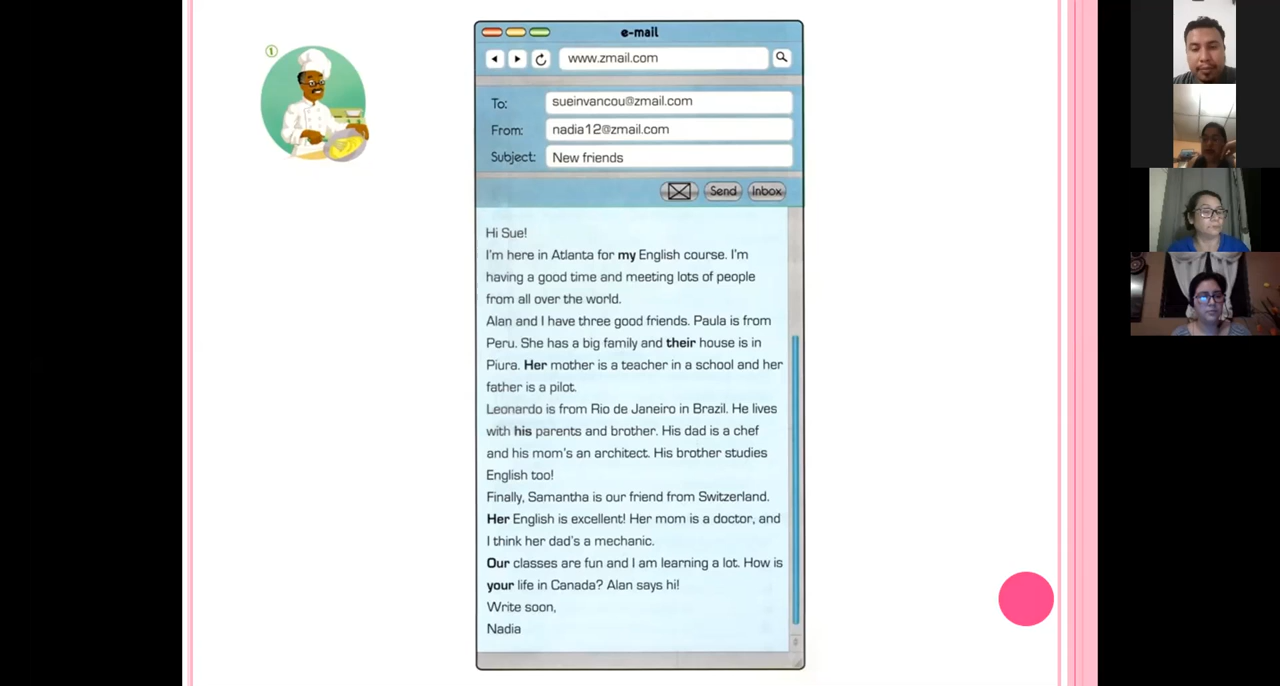 ①
e-mail
www.zmail.com
To: sueinvancou@zmail.com
From: nadia12@zmail.com
Subject: New friends
Send Inbox
Hi Sue!
I'm here in Atlanta for my English course. I'm
having a good time and meeting lots of people
from all over the world.
Alan and I have three good friends. Paula is from
Peru. She has a big family and their house is in
Piura. Her mother is a teacher in a school and her
father is a pilot.
Leonardo is from Rio de Janeiro in Brazil. He lives
with his parents and brother. His dad is a chef
and his mom's an architect. His brother studies
English too!
Finally, Samantha is our friend from Switzerland.
Her English is excellent! Her mom is a doctor, and
I think her dad's a mechanic.
Our classes are fun and I am learning a lot. How is
your life in Canada? Alan says hi!
Write soon,
Nadia